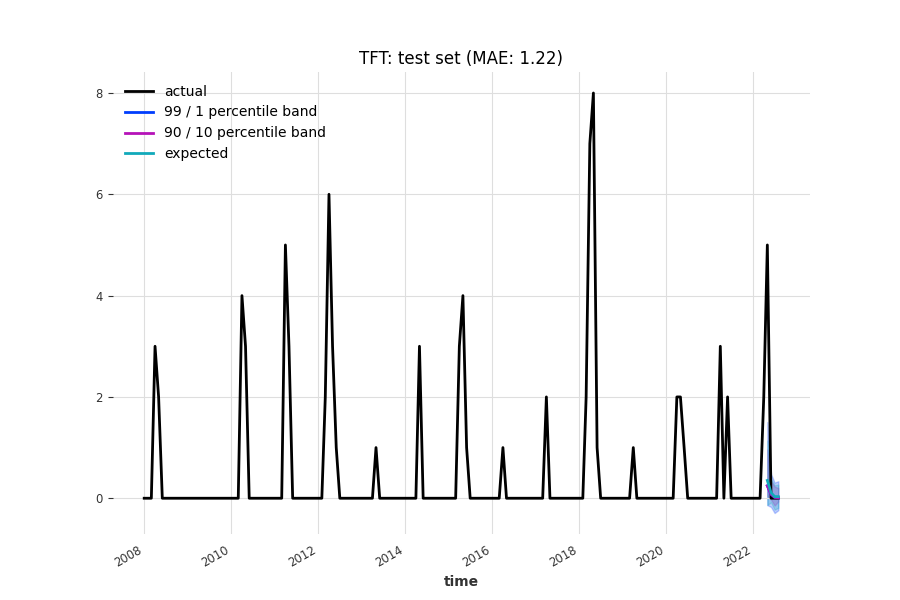 TFT: test set (MAE: 1.22)
actual
99 / 1 percentile band
90 / 10 percentile band
expected
8
6
4
2
0
2008
2010
2012
2014
2016
2018
2020
2022
time